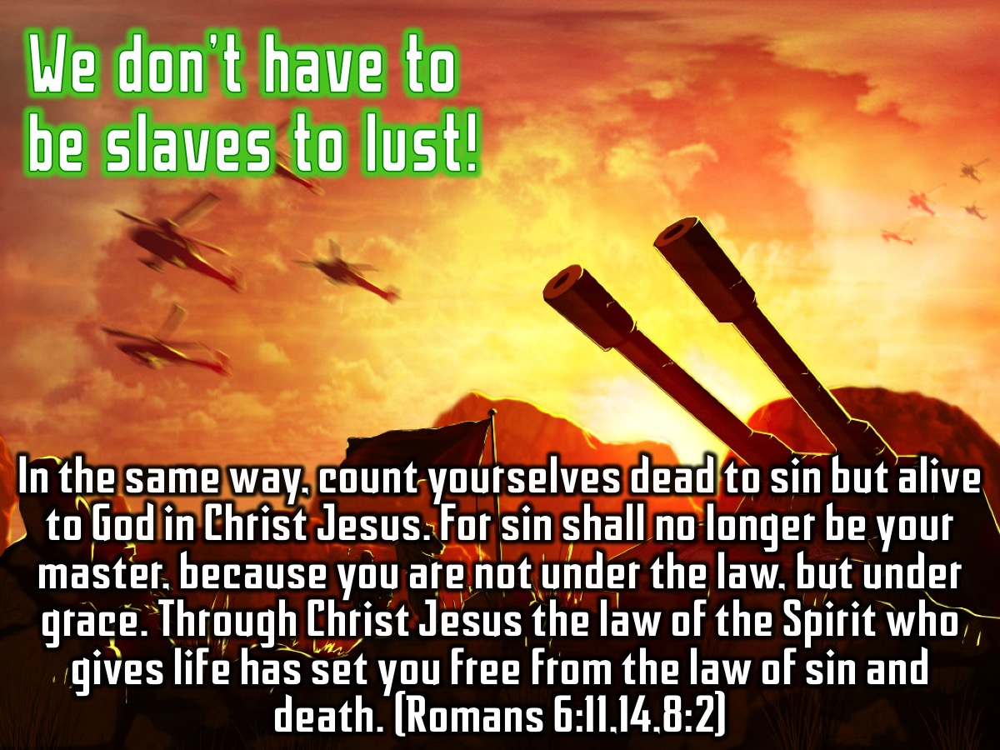 We don't have to
be slaves to lust!
In the same way, count yourselves dead to sin but alive
to God in Christ Jesus. For sin shall no longer be your
master, because you are not under the law, but under
grace. Through Christ Jesus the law of the Spirit who
gives life has set you free from the law of sin and
death. (Romans 6:11,14,8:2)